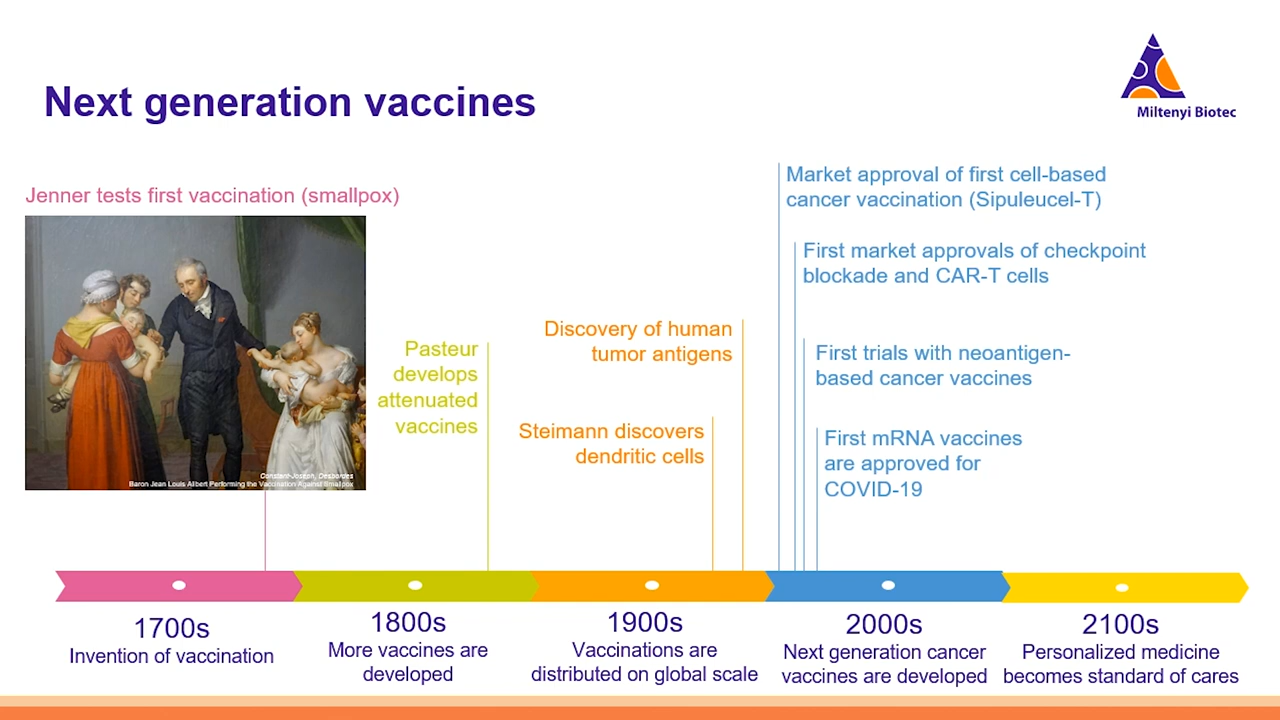 Next generation vaccines
Miltenyi Biotec
Jenner tests first vaccination (smallpox)
Constant-Joseph, Desbordes
Baron Jean Louis Alibert Performing the Vaccination Against Smallpox
Pasteur
develops
attenuated
vaccines
Discovery of human
tumor antigens
Steimann discovers
dendritic cells
Market approval of first cell-based
cancer vaccination (Sipuleucel-T)
First market approvals of checkpoint
blockade and CAR-T cells
First trials with neoantigen-
based cancer vaccines
First mRNA vaccines
are approved for
COVID-19
1700s
Invention of vaccination
1800s
More vaccines are
developed
1900s
Vaccinations are
distributed on global scale
2000s
Next generation cancer
vaccines are developed
2100s
Personalized medicine
becomes standard of cares